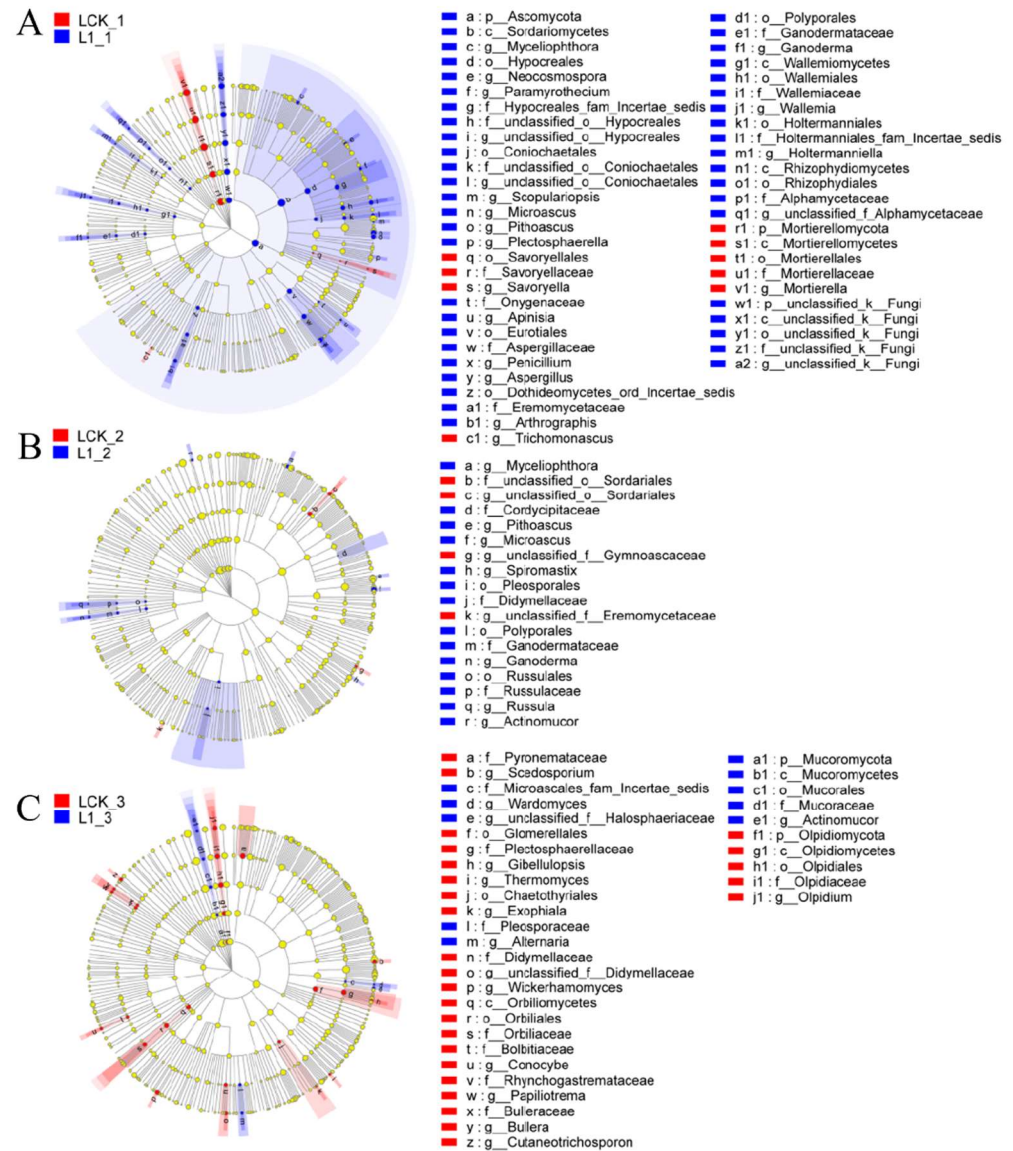 A
LCK_1
L1_1
a : p__Ascomycota
b : c__Sordariomycetes
c : g__Myceliophthora
d : o__Hypocreales
e : g__Neocosmospora
f : g__Paramyrothecium
g : f__Hypocreales_fam_Incertae_sedis
h : f__unclassified_o__Hypocreales
i : g__unclassified_o__Hypocreales
j : o__Coniochaetales
k : f__unclassified_o__Coniochaetales
l : g__unclassified_o__Coniochaetales
m : g__Scopulariopsis
n : g__Microascus
o : g__Pithoascus
p : g__Plectosphaerella
q : o__Savoryellales
r : f__Savoryellaceae
s : g__Savoryella
t : f__Onygenaceae
u : g__Apinisia
v : o__Eurotiales
w : f__Aspergillaceae
x : g__Penicillium
y : g__Aspergillus
z : o__Dothideomycetes_ord_Incertae_sedis
a1 : f__Eremomycetaceae
b1 : g__Arthrographis
c1 : g__Trichomonascus
d1 : o__Polyporales
e1 : f__Ganodermataceae
f1 : g__Ganoderma
g1 : c__Wallemiomycetes
h1 : o__Wallemiales
i1 : f__Wallemiaceae
j1 : g__Wallemia
k1 : o__Holtermanniales
l1 : f__Holtermanniales_fam_Incertae_sedis
m1 : g__Holtermanniella
n1 : c__Rhizophydiomycetes
o1 : o__Rhizophydiales
p1 : f__Alphamycetaceae
q1 : g__unclassified_f_Alphamycetaceae
r1 : p__Mortierellomycota
s1 : c__Mortierellomycetes
t1 : o__Mortierellales
u1 : f__Mortierellaceae
v1 : g__Mortierella
w1 : p__unclassified_k__Fungi
x1 : c__unclassified_k__Fungi
y1 : o__unclassified_k__Fungi
z1 : f__unclassified_k__Fungi
a2 : g__unclassified_k__Fungi
B
LCK_2
L1_2
a : g__Myceliophthora
b : f__unclassified_o__Sordariales
c : g__unclassified_o__Sordariales
d : f__Cordycipitaceae
e : g__Pithoascus
f : g__Microascus
g : g__unclassified_f__Gymnoascaceae
h : g__Spiromastix
i : o__Pleosporales
j : f__Didymellaceae
k : g__unclassified_f__Eremomycetaceae
l : o__Polyporales
m : f__Ganodermataceae
n : g__Ganoderma
o : o__Russulales
p : f__Russulaceae
q : g__Russula
r : g__Actinomucor
C
LCK_3
L1_3
a : f__Pyronemataceae
b : g__Scedosporium
c : f__Microascales_fam_Incertae_sedis
d : g__Wardomyces
e : g__unclassified_f__Halosphaeriaceae
f : o__Glomerellales
g : f__Plectosphaerellaceae
h : g__Gibellulopsis
i : g__Thermomyces
j : o__Chaetothyriales
k : g__Exophiala
l : f__Pleosporaceae
m : g__Alternaria
n : f__Didymellaceae
o : g__unclassified_f__Didymellaceae
p : g__Wickerhamomyces
q : c__Orbiliomycetes
r : o__Orbiliales
s : f__Orbiliaceae
t : f__Bolbitiaceae
u : g__Conocybe
v : f__Rhynchogastremataceae
w : g__Papiliotrema
x : f__Bulleraceae
y : g__Bullera
z : g__Cutaneotrichosporon
a1 : p__Mucoromycota
b1 : c__Mucoromycetes
c1 : o__Mucorales
d1 : f__Mucoraceae
e1 : g__Actinomucor
f1 : p__Olpidiomycota
g1 : c__Olpidiomycetes
h1 : o__Olpidiales
i1 : f__Olpidiaceae
j1 : g__Olpidium